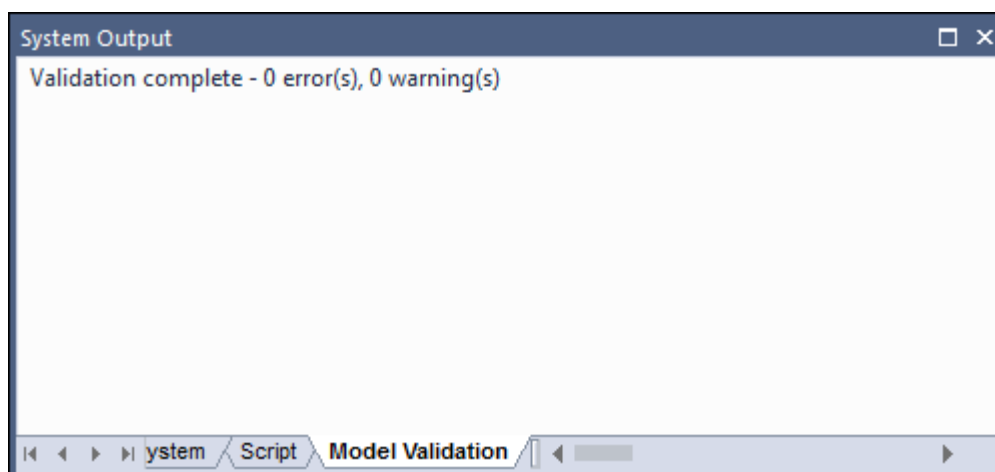 System Output
Validation complete - 0 error(s), 0 warning(s)
ystem Script Model Validation